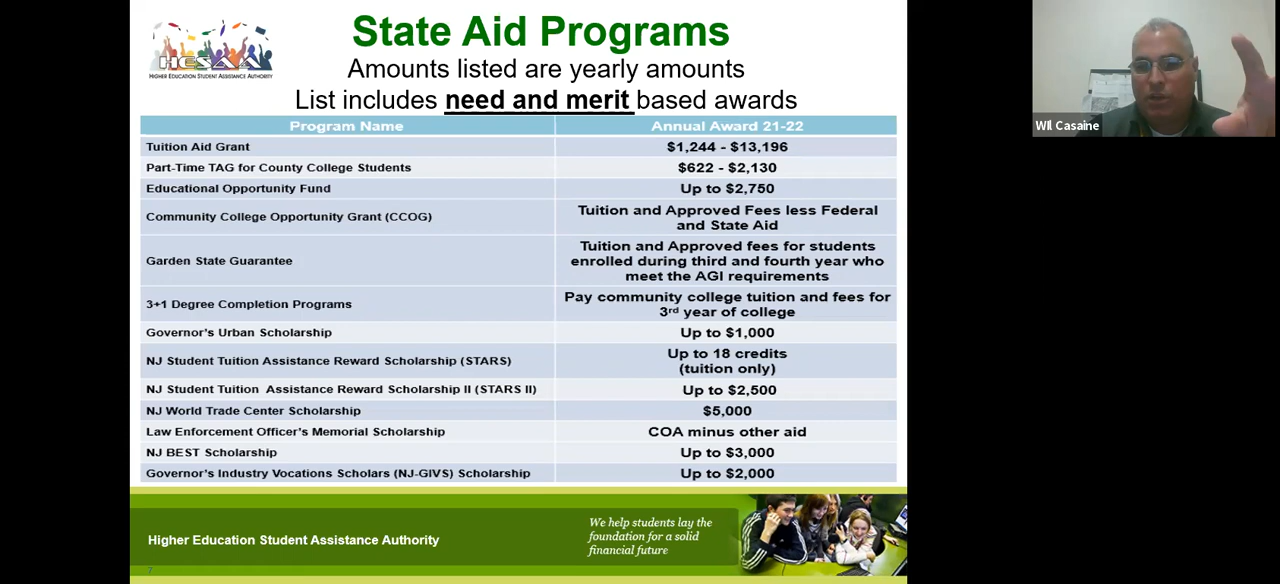 HESAA
HIGHER EDUCATION STUDENT ASSISTANCE AUTHORITY
State Aid Programs
Amounts listed are yearly amounts
List includes need and merit based awards
Program Name
Annual Award 21-22
Tuition Aid Grant
$1,244 - $13,196
Part-Time TAG for County College Students
$622 - $2,130
Educational Opportunity Fund
Up to $2,750
Community College Opportunity Grant (CCOG)
Tuition and Approved Fees less Federal
and State Aid
Garden State Guarantee
Tuition and Approved fees for students
enrolled during third and fourth year who
meet the AGI requirements
3+1 Degree Completion Programs
Pay community college tuition and fees for
3rd year of college
Governor's Urban Scholarship
Up to $1,000
NJ Student Tuition Assistance Reward Scholarship (STARS)
Up to 18 credits
(tuition only)
NJ Student Tuition Assistance Reward Scholarship II (STARS II)
Up to $2,500
NJ World Trade Center Scholarship
$5,000
Law Enforcement Officer's Memorial Scholarship
COA minus other aid
NJ BEST Scholarship
Up to $3,000
Governor's Industry Vocations Scholars (NJ-GIVS) Scholarship
Up to $2,000
Higher Education Student Assistance Authority
We help students lay the
foundation for a solid
financial future
7
WIl Casaine